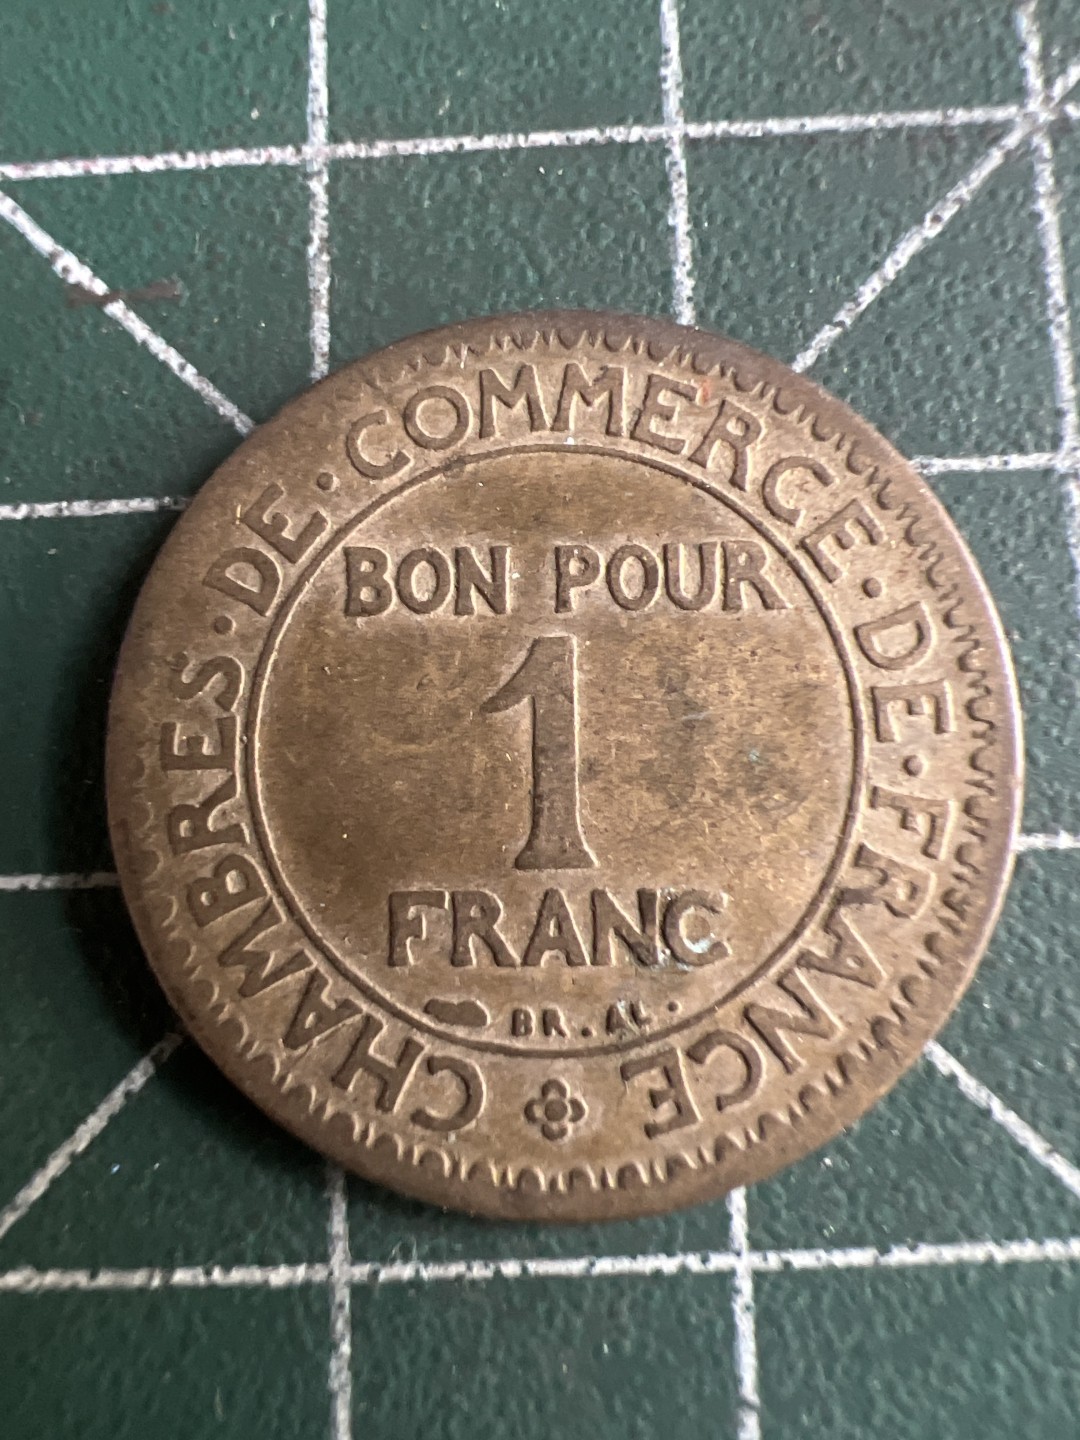 CHAMBRES·DE·COMMERCE·DE·FRANCE
BON POUR
1
FRANC
BR.AL.